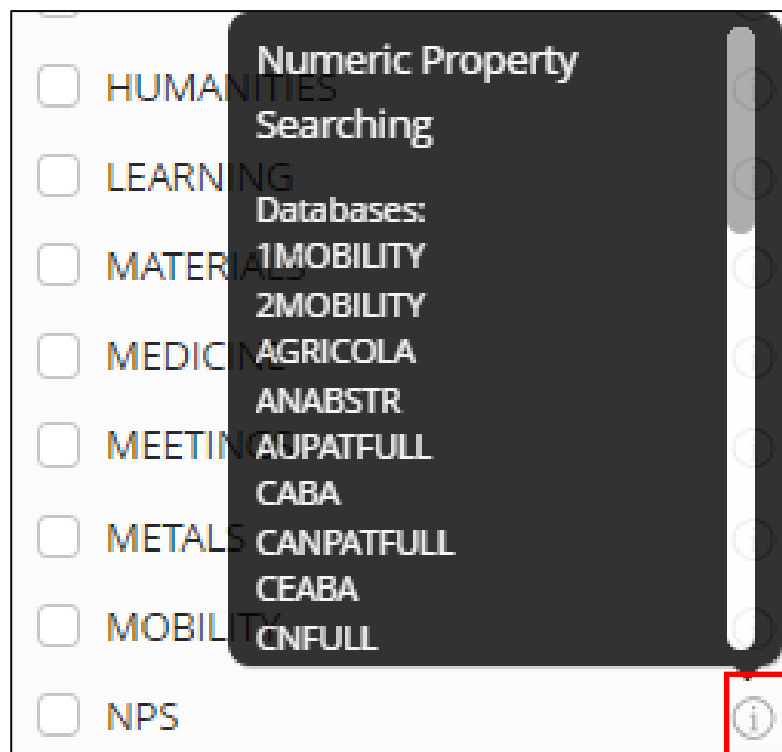 HUMANITIES
LEARNING
MATERIALS
MEDICINE
MEETINGS
METALS
MOBILITY
NPS
Numeric Property
Searching
Databases:
1MOBILITY
2MOBILITY
AGRICOLA
ANABSTR
AUPATFULL
CABA
CANPATFULL
CEABA
CNFULL